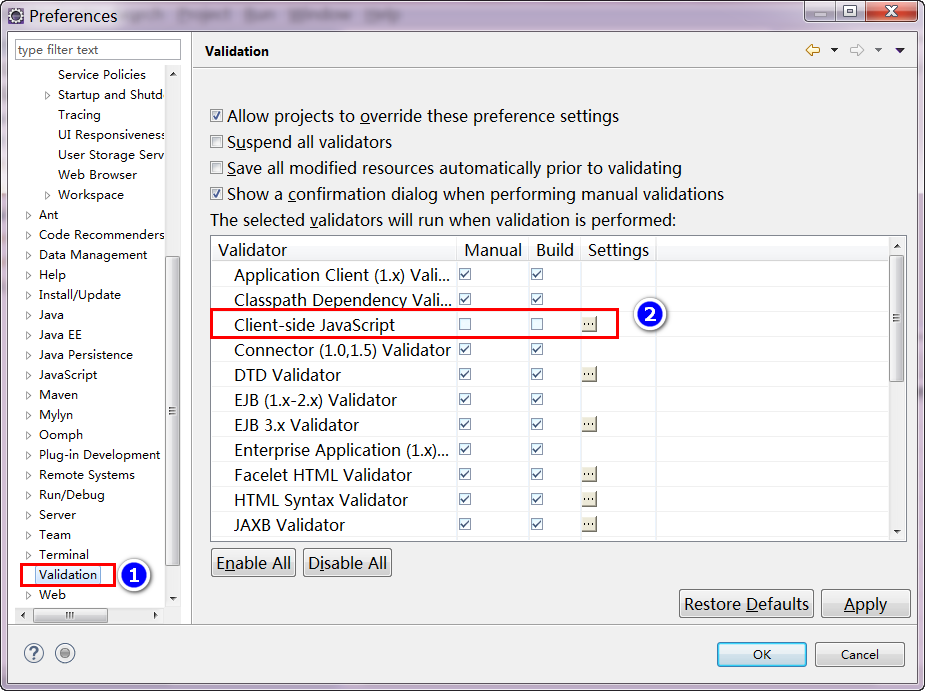 Preferences
type filter text
Service Policies
Startup and Shutd
Tracing
UI Responsiveness
User Storage Serv
Web Browser
Workspace
Ant
Code Recommenders
Data Management
Help
Install/Update
Java
Java EE
Java Persistence
JavaScript
Maven
Mylyn
Oomph
Plug-in Development
Remote Systems
Run/Debug
Server
Team
Terminal
Validation
1
Web
Validation
Allow projects to override these preference settings
Suspend all validators
Save all modified resources automatically prior to validating
Show a confirmation dialog when performing manual validations
The selected validators will run when validation is performed:
Validator Manual Build Settings
Application Client (1.x) Vali...
Classpath Dependency Vali...
Client-side JavaScript ...
2
Connector (1.0,1.5) Validator
DTD Validator ...
EJB (1.x-2.x) Validator
EJB 3.x Validator ...
Enterprise Application (1.x)...
Facelet HTML Validator ...
HTML Syntax Validator ...
JAXB Validator ...
Enable All Disable All
Restore Defaults Apply
? OK Cancel